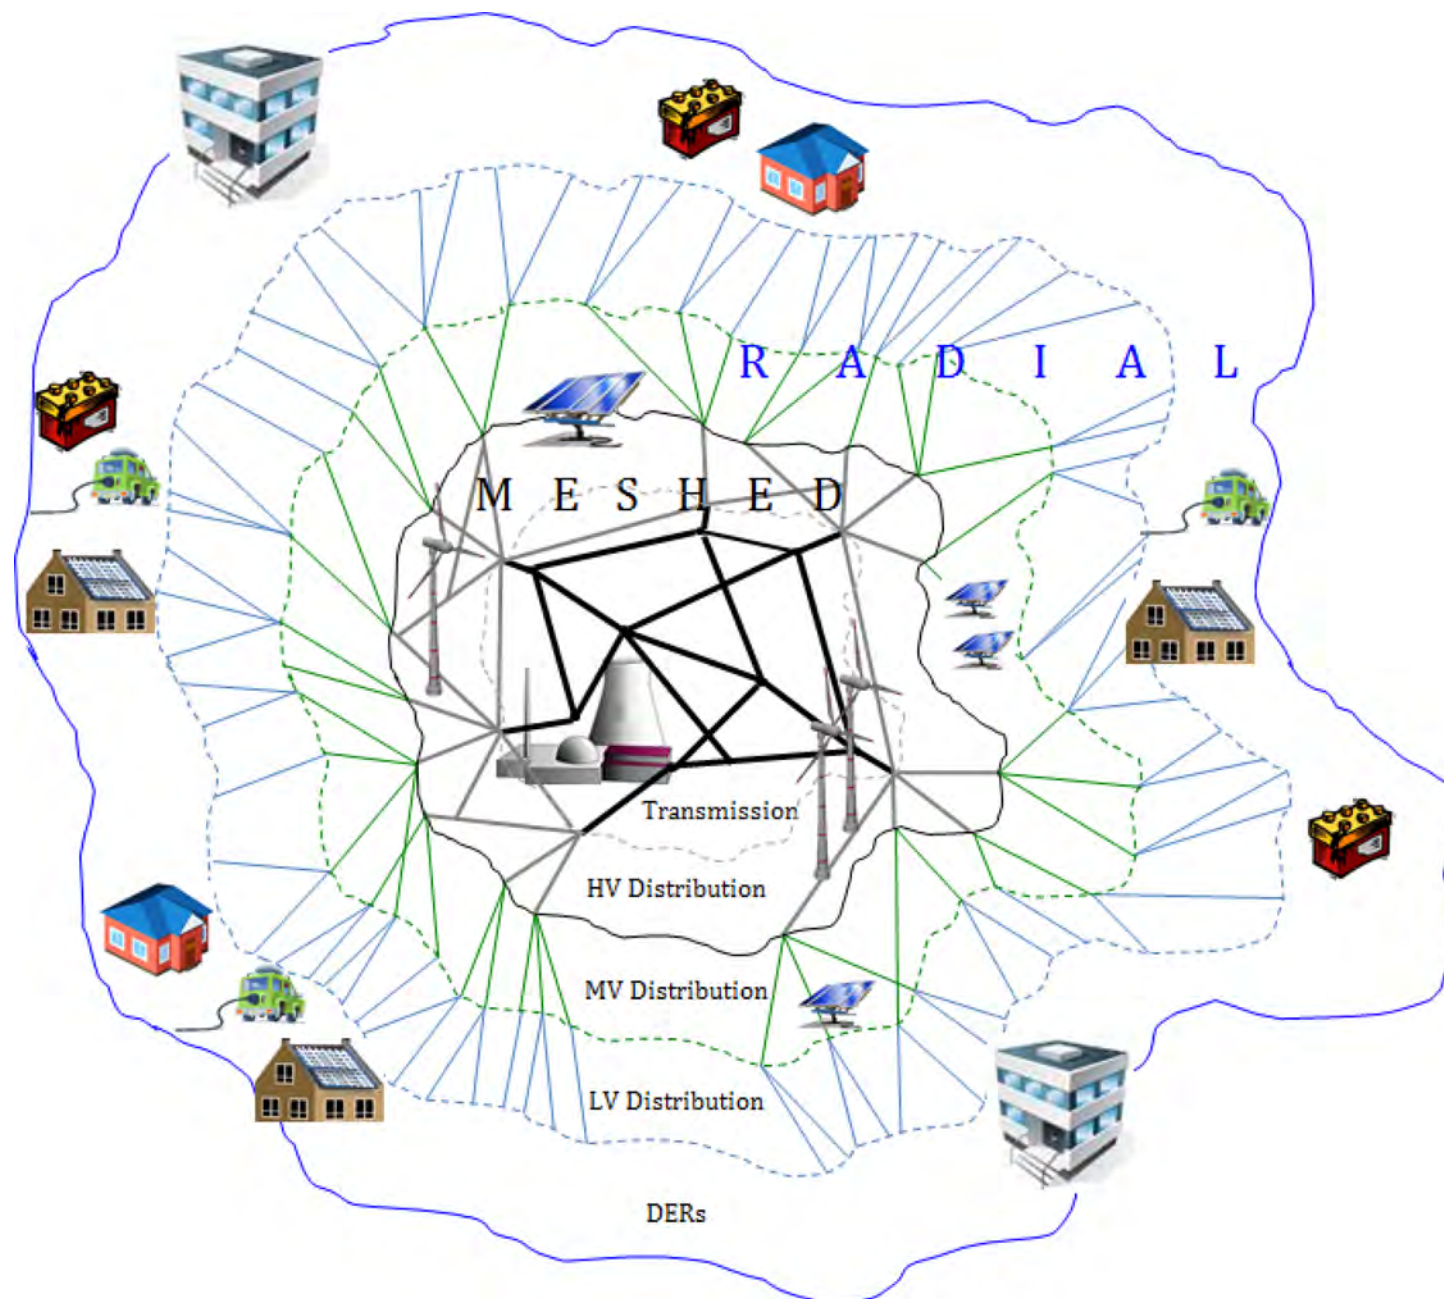 R A D I A L
M E S H E D
Transmission
HV Distribution
MV Distribution
LV Distribution
DERs